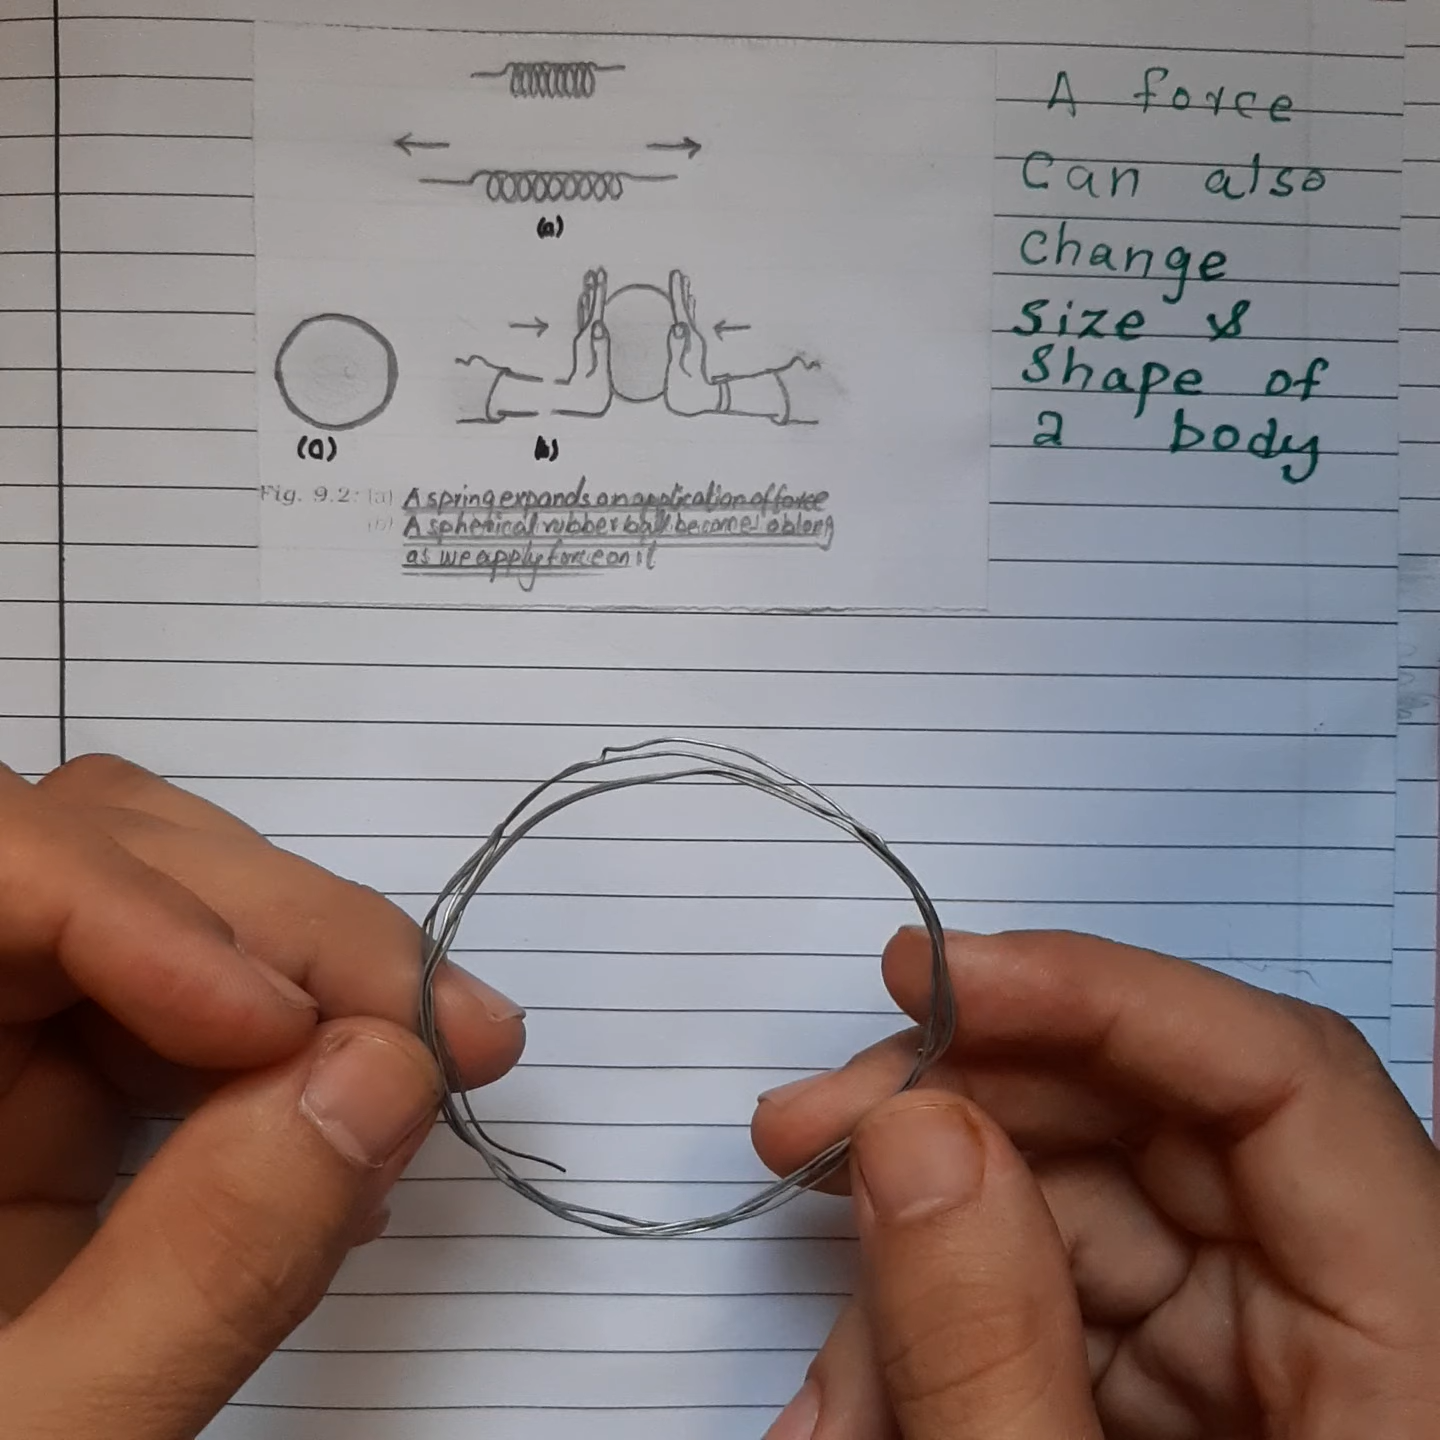 (a)
(a)
b)
Fig. 9.2: (a) A spring expands on application of force
(b) A spherical rubber ball becomes oblong
as we apply force on it
A force
Can also
Change
Size &
Shape of
a body